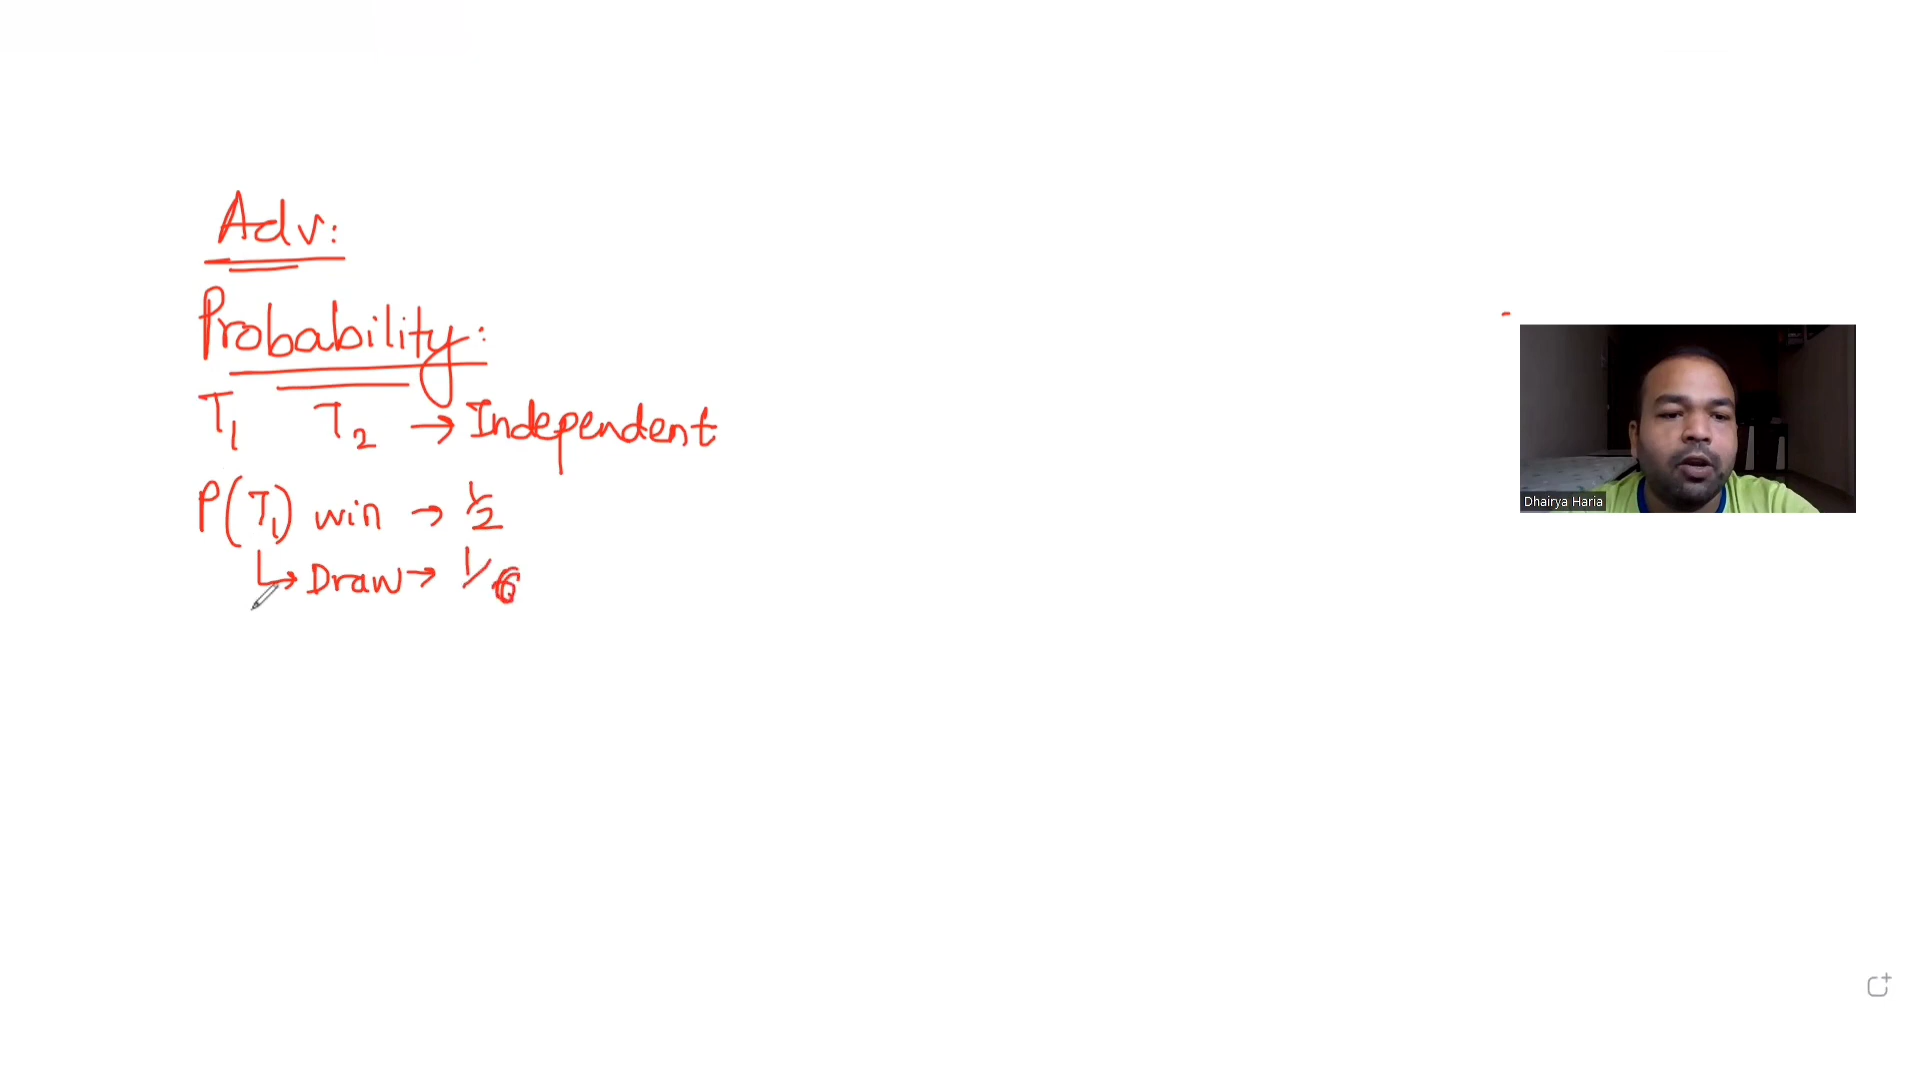 Adv:
Probability:
T1 T2 → Independent
P(T1) win → 1/2
↳ Draw → 1/6
Dhairya Haria